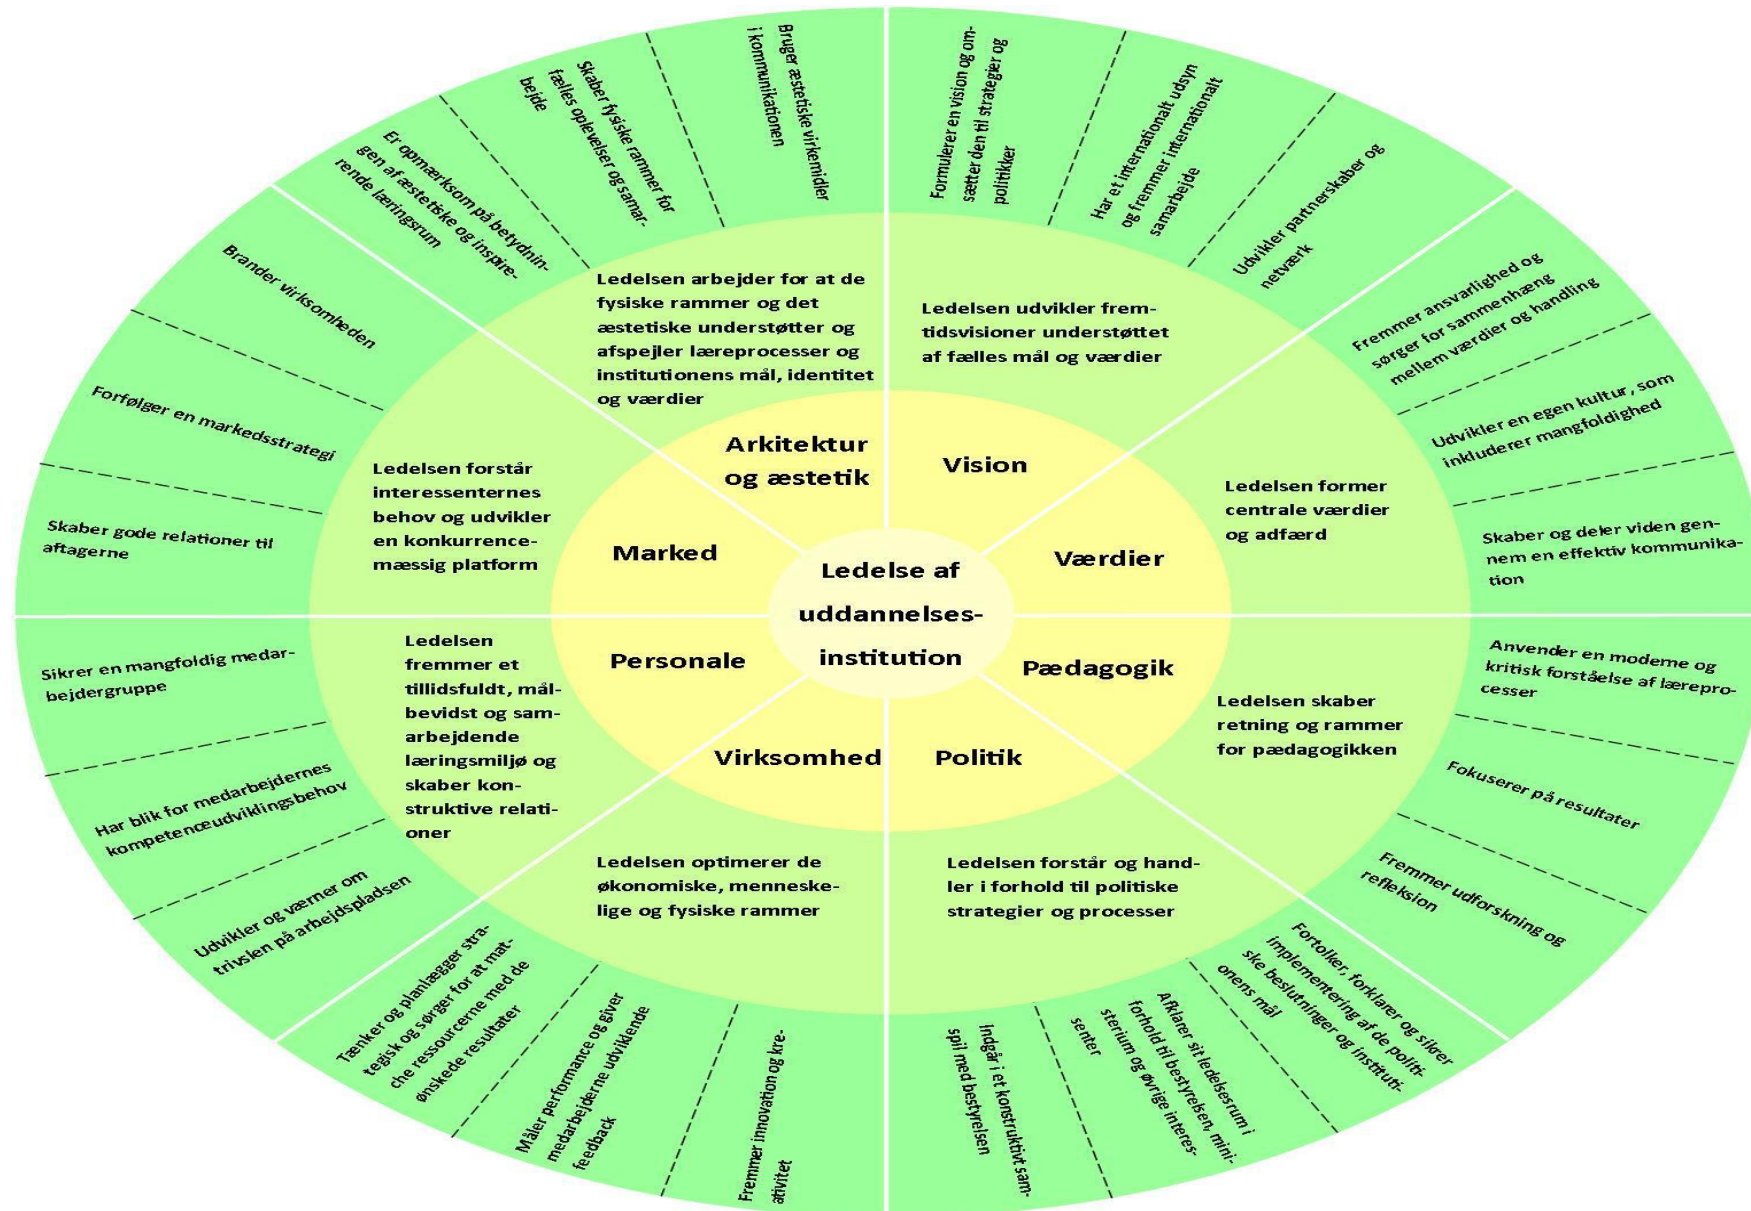 Ledelse af
uddannelses-
institution
Vision
Ledelsen udvikler frem-
tidsvisioner understøttet
af fælles mål og værdier
Formulerer en vision og om-
sætter den til strategier og
politikker
Har et internationalt udsyn
og fremmer internationalt
samarbejde
Udvikler partnerskaber og
netværk
Værdier
Ledelsen former
centrale værdier
og adfærd
Fremmer ansvarlighed og
sørger for sammenhæng
mellem værdier og handling
Udvikler en egen kultur, som
inkluderer mangfoldighed
Skaber og deler viden gen-
nem en effektiv kommunika-
tion
Pædagogik
Ledelsen skaber
retning og rammer
for pædagogikken
Anvender en moderne og
kritisk forståelse af lærepro-
cesser
Fokuserer på resultater
Fremmer udforskning og
refleksion
Politik
Ledelsen forstår og hand-
ler i forhold til politiske
strategier og processer
Fortolker, forklarer og sikrer
implementering af de politi-
ske beslutninger og instituti-
onens mål
Afklarer sit ledelsesrum i
forhold til bestyrelsen, mini-
sterium og øvrige interes-
senter
Indgår i et konstruktivt sam-
spil med bestyrelsen
Virksomhed
Ledelsen optimerer de
økonomiske, menneske-
lige og fysiske rammer
Fremmer innovation og kre-
ativitet
Måler performance og giver
medarbejderne udviklende
feedback
Tænker og planlægger stra-
tegisk og sørger for at mat-
che ressourcerne med de
ønskede resultater
Personale
Ledelsen
fremmer et
tillidsfuldt, mål-
bevidst og sam-
arbejdende
læringsmiljø og
skaber kon-
struktive relati-
oner
Udvikler og værner om
trivslen på arbejdspladsen
Har blik for medarbejdernes
kompetenceudviklingsbehov
Sikrer en mangfoldig medar-
bejdergruppe
Marked
Ledelsen forstår
interessenternes
behov og udvikler
en konkurrence-
mæssig platform
Skaber gode relationer til
aftagerne
Forfølger en markedsstrategi
Brander virksomheden
Arkitektur
og æstetik
Ledelsen arbejder for at de
fysiske rammer og det
æstetiske understøtter og
afspejler læreprocesser og
institutionens mål, identitet
og værdier
Er opmærksom på betydnin-
gen af æstetiske og inspire-
rende læringsrum
Skaber fysiske rammer for
fælles oplevelser og samar-
bejde
Bruger æstetiske virkemidler
i kommunikationen